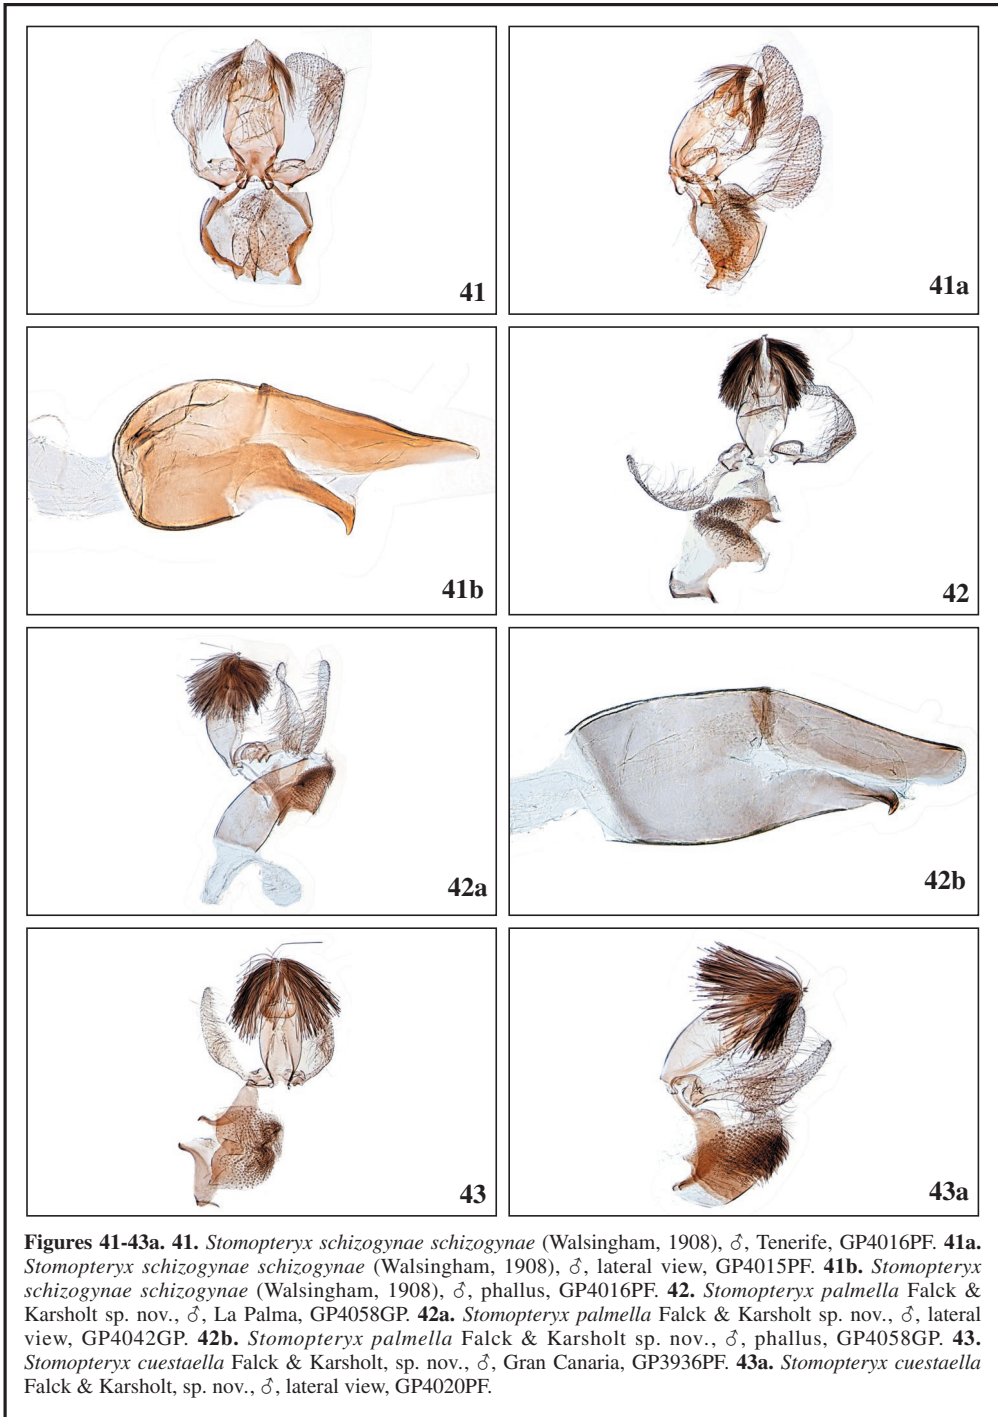 41
41a
41b
42
42a
42b
43
43a
Figures 41-43a. 41. Stomopteryx schizogynae schizogynae (Walsingham, 1908), ♂, Tenerife, GP4016PF. 41a.
Stomopteryx schizogynae schizogynae (Walsingham, 1908), ♂, lateral view, GP4015PF. 41b. Stomopteryx
schizogynae schizogynae (Walsingham, 1908), ♂, phallus, GP4016PF. 42. Stomopteryx palmella Falck &
Karsholt sp. nov., ♂, La Palma, GP4058GP. 42a. Stomopteryx palmella Falck & Karsholt sp. nov., ♂, lateral
view, GP4042GP. 42b. Stomopteryx palmella Falck & Karsholt sp. nov., ♂, phallus, GP4058GP. 43.
Stomopteryx cuestaella Falck & Karsholt, sp. nov., ♂, Gran Canaria, GP3936PF. 43a. Stomopteryx cuestaella
Falck & Karsholt, sp. nov., ♂, lateral view, GP4020PF.